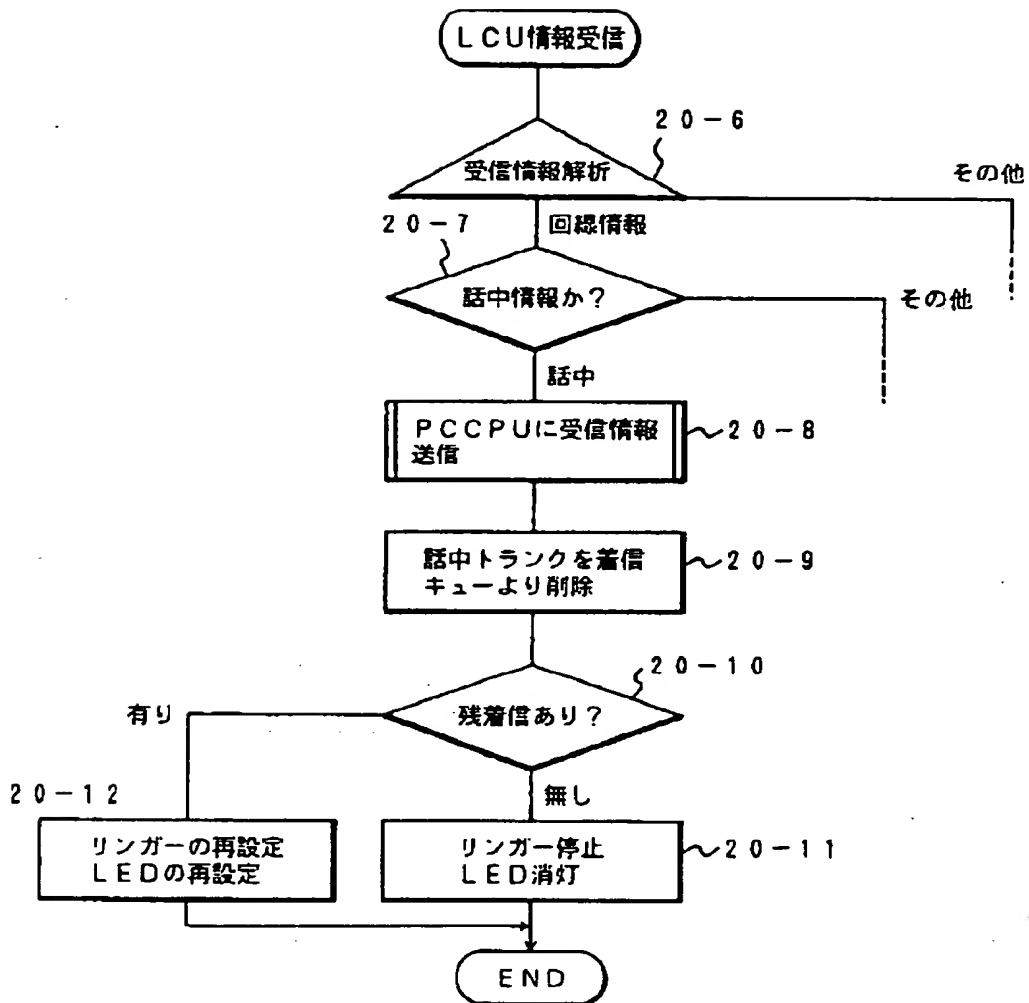 LCU情報受信
20-6
受信情報解析
その他
20-7
回線情報
話中情報か?
その他
話中
PCCPUに受信情報
送信
20-8
話中トランクを着信
キューより削除
20-9
20-10
残着信あり?
有り
無し
20-12
リンガーの再設定
LEDの再設定
リンガー停止
LED消灯
20-11
END